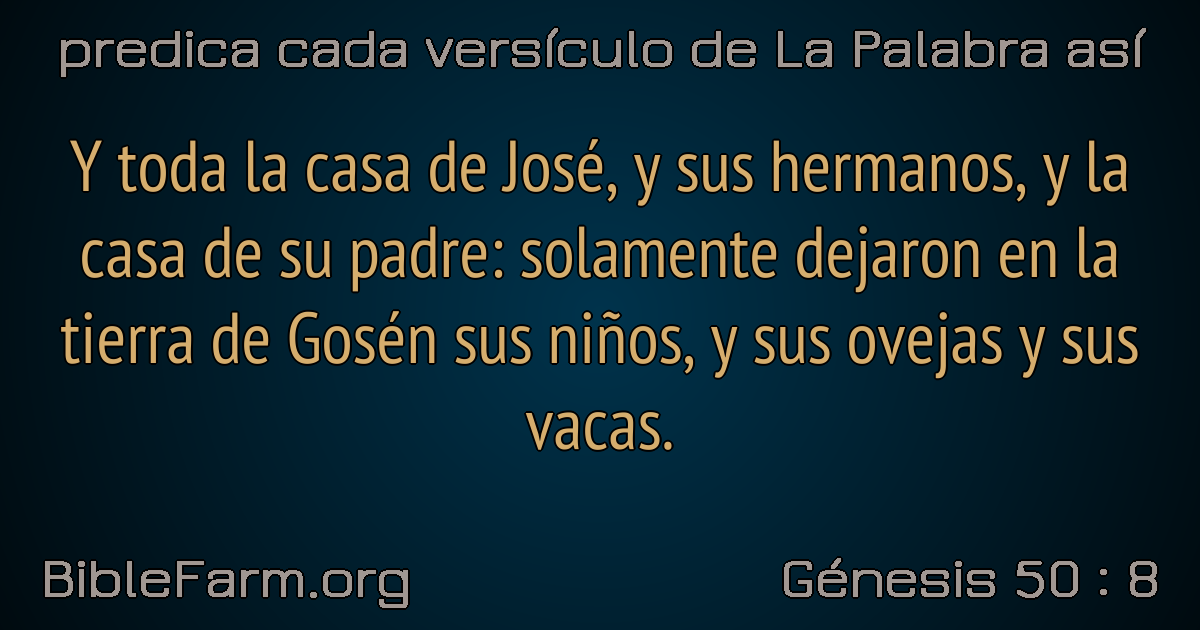 predica cada versículo de La Palabra así
Y toda la casa de José, y sus hermanos, y la
casa de su padre: solamente dejaron en la
tierra de Gosén sus niños, y sus ovejas y sus
vacas.
BibleFarm.org
Génesis 50 : 8